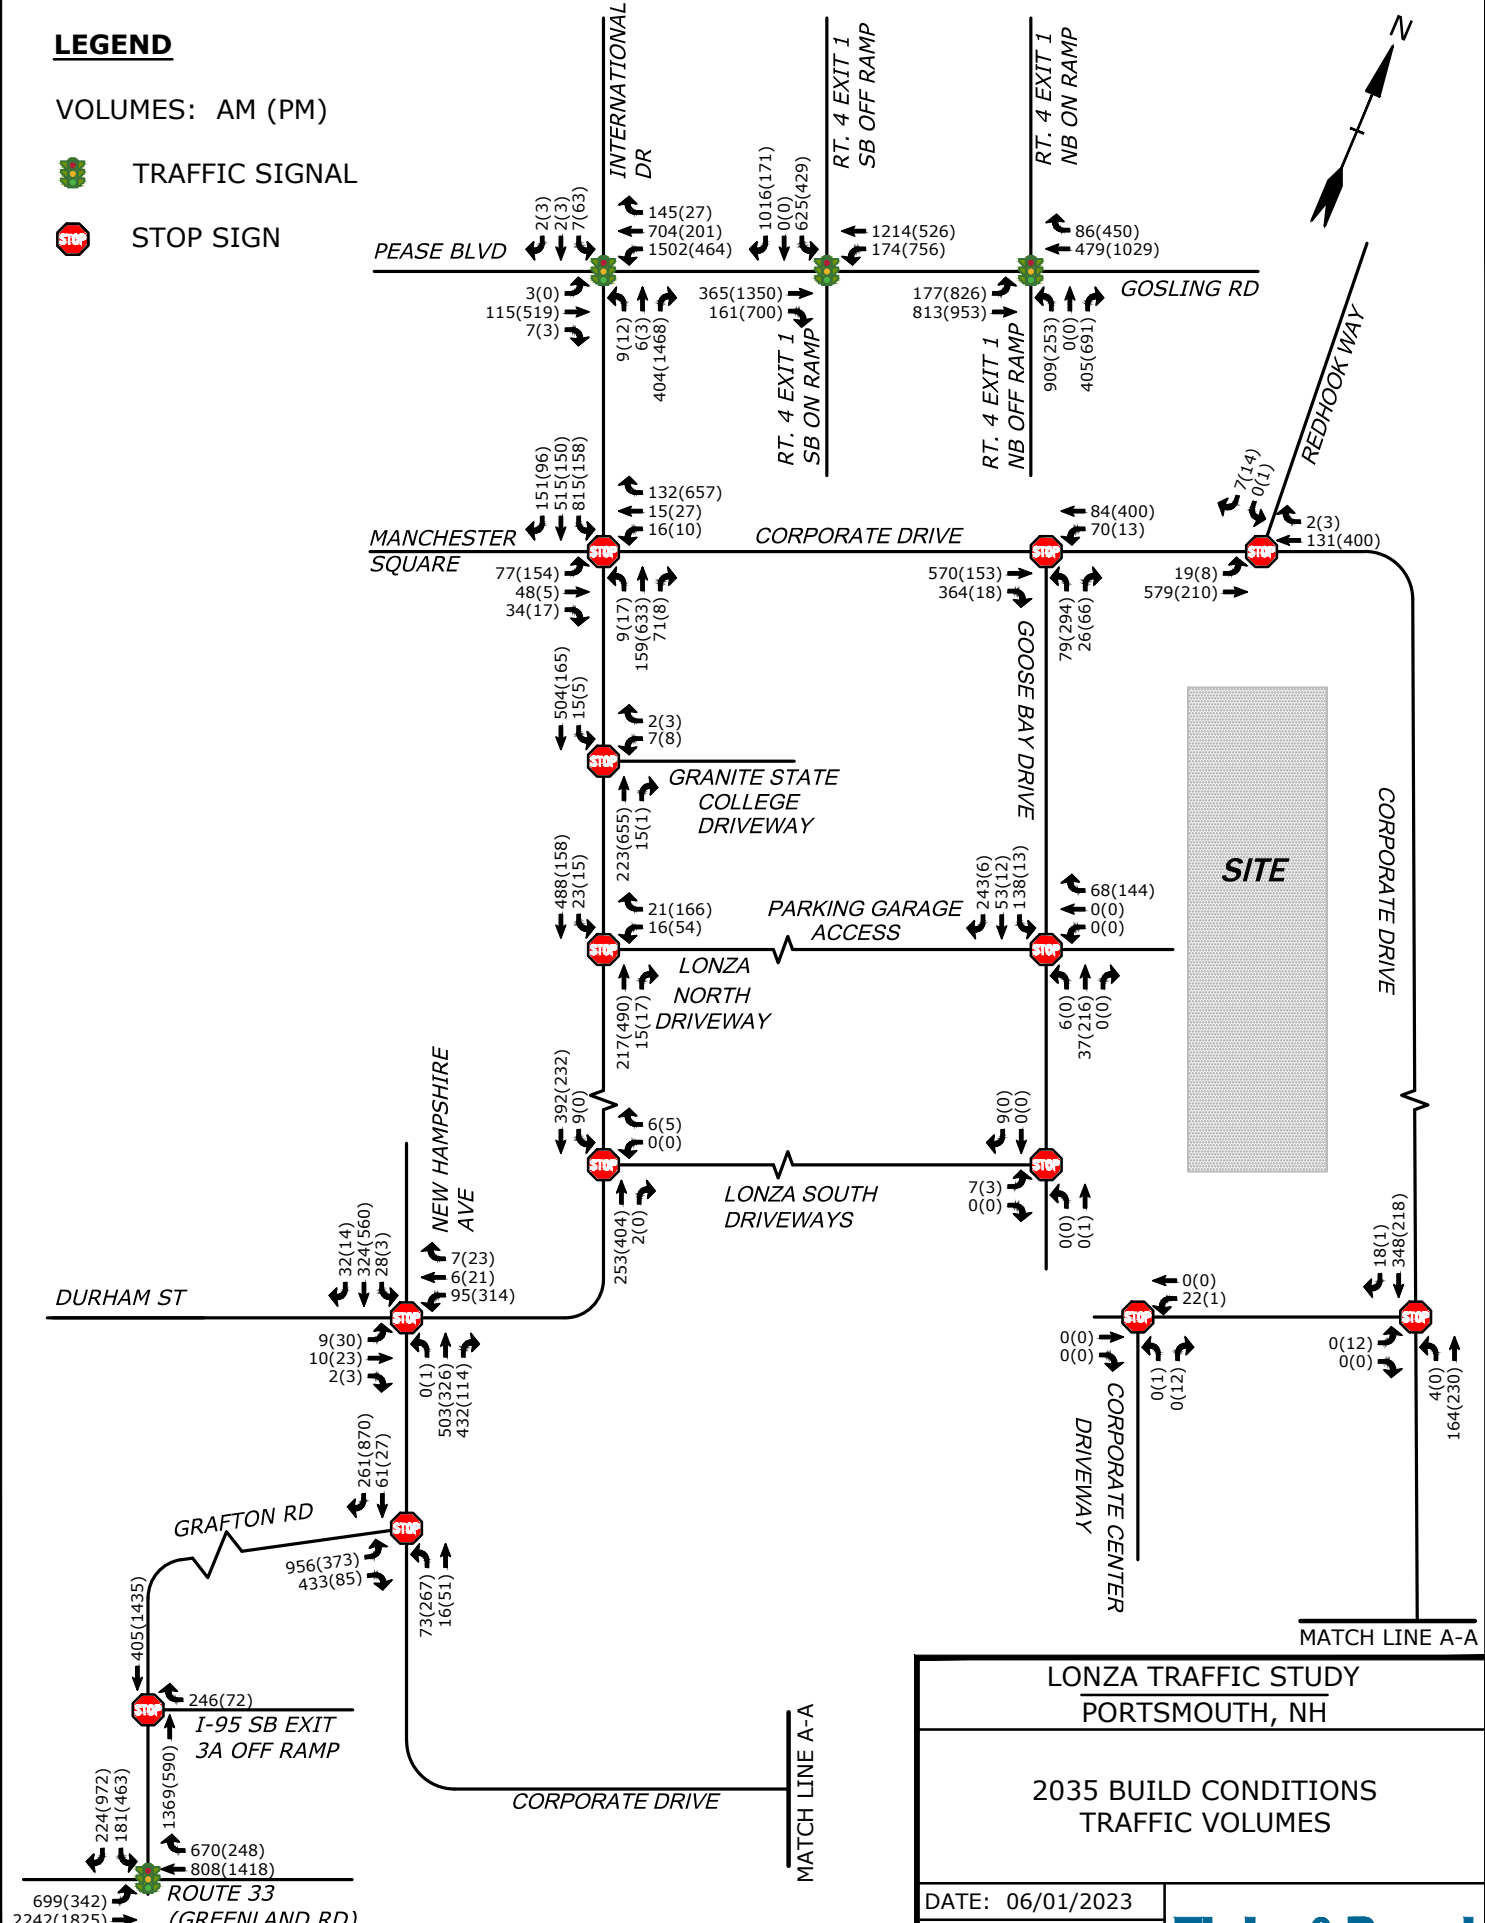 LEGEND
VOLUMES: AM (PM)
TRAFFIC SIGNAL
STOP
STOP SIGN
INTERNATIONAL
DR
RT. 4 EXIT 1
SB OFF RAMP
RT. 4 EXIT 1
NB ON RAMP
N
PEASE BLVD
2(3)
2(3)
7(63)
145(27)
704(201)
1502(464)
3(0)
115(519)
7(3)
9(12)
6(3)
404(1468)
1016(171)
0(0)
625(429)
1214(526)
174(756)
365(1350)
161(700)
RT. 4 EXIT 1
SB ON RAMP
86(450)
479(1029)
177(826)
813(953)
909(253)
0(0)
405(691)
RT. 4 EXIT 1
NB OFF RAMP
GOSLING RD
REDHOOK WAY
MANCHESTER
SQUARE
151(96)
515(150)
815(158)
132(657)
15(27)
16(10)
STOP
77(154)
48(5)
34(17)
9(17)
159(633)
71(8)
CORPORATE DRIVE
84(400)
70(13)
STOP
570(153)
364(18)
79(294)
26(66)
7(14)
0(1)
2(3)
131(400)
STOP
19(8)
579(210)
GOOSE BAY DRIVE
504(165)
15(5)
2(3)
7(8)
STOP
223(655)
15(1)
GRANITE STATE
COLLEGE
DRIVEWAY
SITE
CORPORATE DRIVE
488(158)
23(15)
21(166)
16(54)
STOP
217(490)
15(17)
LONZA
NORTH
DRIVEWAY
PARKING GARAGE
ACCESS
243(6)
53(12)
138(13)
68(144)
0(0)
0(0)
STOP
6(0)
37(216)
0(0)
392(232)
9(0)
6(5)
0(0)
STOP
253(404)
2(0)
LONZA SOUTH
DRIVEWAYS
9(0)
0(0)
STOP
7(3)
0(0)
0(0)
0(1)
NEW HAMPSHIRE
AVE
DURHAM ST
32(14)
324(560)
28(3)
7(23)
6(21)
95(314)
STOP
9(30)
10(23)
2(3)
0(1)
503(326)
432(114)
0(0)
22(1)
STOP
0(0)
0(0)
0(1)
0(12)
CORPORATE CENTER
DRIVEWAY
18(1)
348(218)
STOP
0(12)
0(0)
4(0)
164(230)
GRAFTON RD
261(870)
61(27)
STOP
956(373)
433(85)
73(267)
16(51)
MATCH LINE A-A
405(1435)
STOP
246(72)
I-95 SB EXIT
3A OFF RAMP
1369(590)
CORPORATE DRIVE
MATCH LINE A-A
224(972)
181(463)
670(248)
808(1418)
699(342)
2242(1825)
ROUTE 33
(GREENLAND RD)
LONZA TRAFFIC STUDY
PORTSMOUTH, NH
2035 BUILD CONDITIONS
TRAFFIC VOLUMES
DATE: 06/01/2023